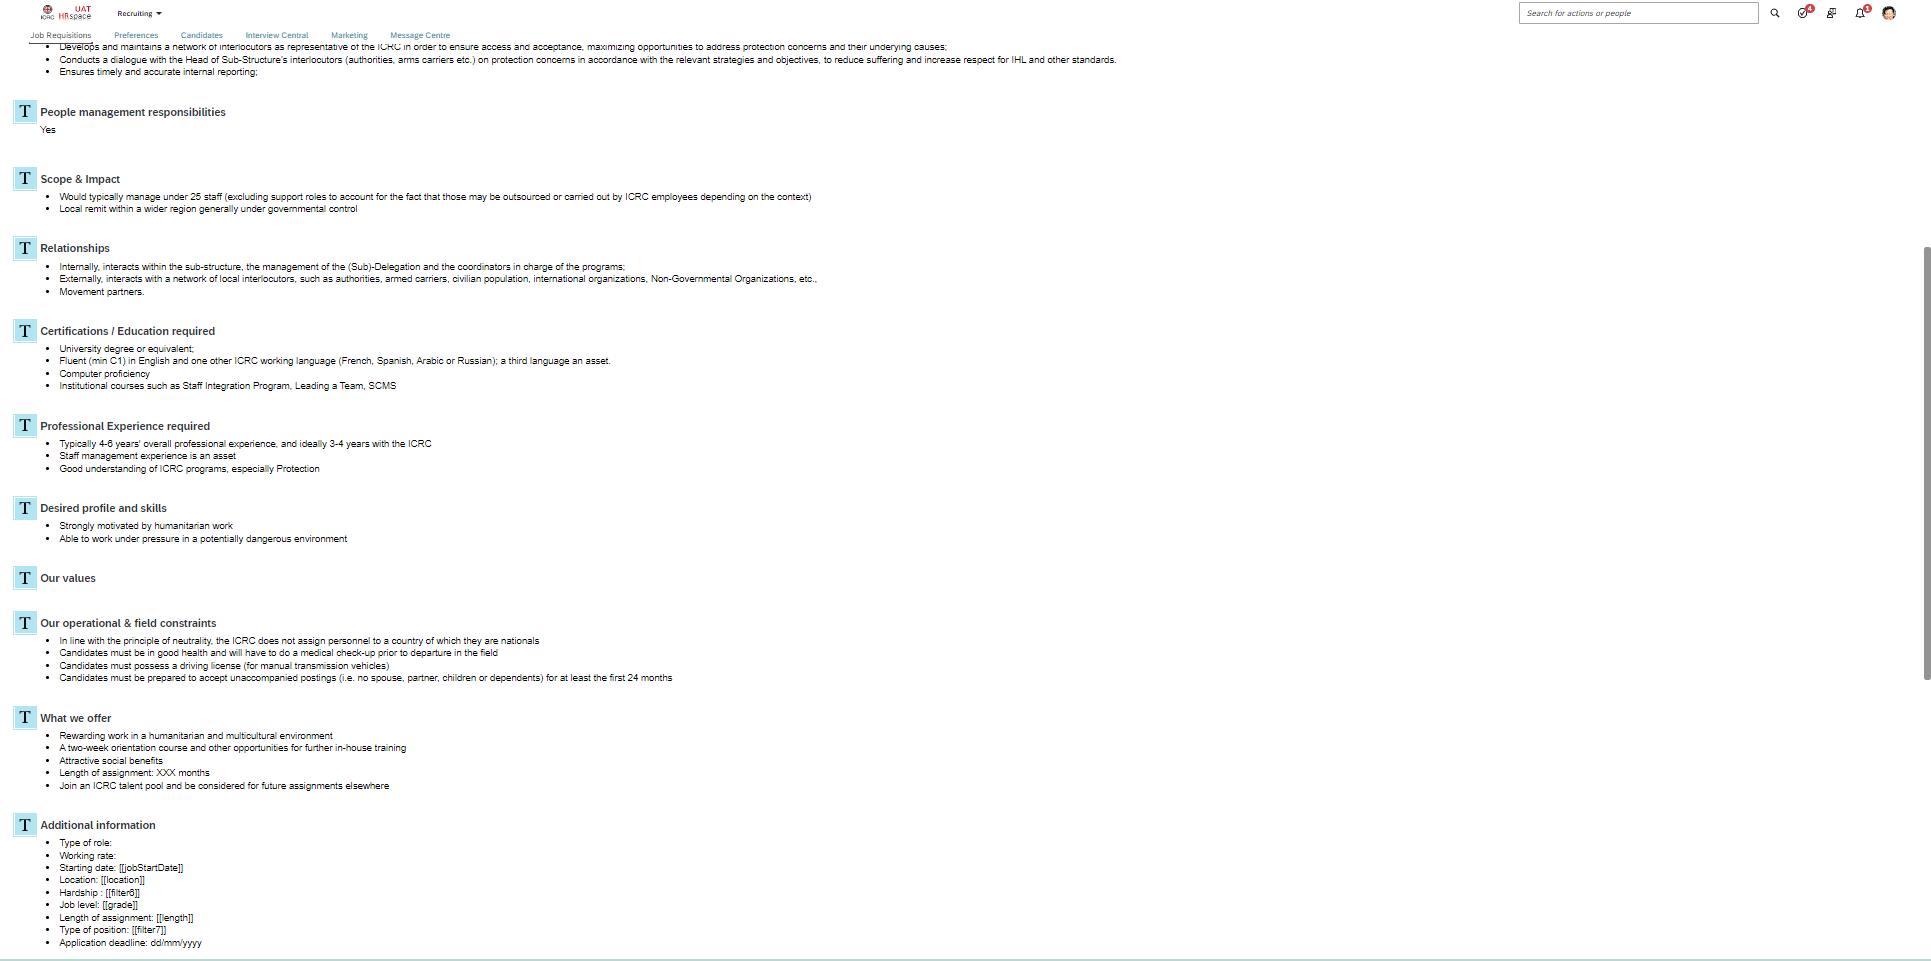 ICRC
UAT
HRspace
Recruiting
Search for actions or people
4
1
Job Requisitions
Preferences
Candidates
Interview Central
Marketing
Message Centre
• Develops and maintains a network of interlocutors as representative of the ICRC in order to ensure access and acceptance, maximizing opportunities to address protection concerns and their underlying causes;
• Conducts a dialogue with the Head of Sub-Structure's interlocutors (authorities, arms carriers etc.) on protection concerns in accordance with the relevant strategies and objectives, to reduce suffering and increase respect for IHL and other standards.
• Ensures timely and accurate internal reporting;
T People management responsibilities
Yes
T Scope & Impact
• Would typically manage under 25 staff (excluding support roles to account for the fact that those may be outsourced or carried out by ICRC employees depending on the context)
• Local remit within a wider region generally under governmental control
T Relationships
• Internally, interacts within the sub-structure, the management of the (Sub)-Delegation and the coordinators in charge of the programs;
• Externally, interacts with a network of local interlocutors, such as authorities, armed carriers, civilian population, international organizations, Non-Governmental Organizations, etc.,
• Movement partners.
T Certifications / Education required
• University degree or equivalent;
• Fluent (min C1) in English and one other ICRC working language (French, Spanish, Arabic or Russian); a third language an asset.
• Computer proficiency
• Institutional courses such as Staff Integration Program, Leading a Team, SCMS
T Professional Experience required
• Typically 4-6 years' overall professional experience, and ideally 3-4 years with the ICRC
• Staff management experience is an asset
• Good understanding of ICRC programs, especially Protection
T Desired profile and skills
• Strongly motivated by humanitarian work
• Able to work under pressure in a potentially dangerous environment
T Our values
T Our operational & field constraints
• In line with the principle of neutrality, the ICRC does not assign personnel to a country of which they are nationals
• Candidates must be in good health and will have to do a medical check-up prior to departure in the field
• Candidates must possess a driving license (for manual transmission vehicles)
• Candidates must be prepared to accept unaccompanied postings (i.e. no spouse, partner, children or dependents) for at least the first 24 months
T What we offer
• Rewarding work in a humanitarian and multicultural environment
• A two-week orientation course and other opportunities for further in-house training
• Attractive social benefits
• Length of assignment: XXX months
• Join an ICRC talent pool and be considered for future assignments elsewhere
T Additional information
• Type of role:
• Working rate:
• Starting date: [[jobStartDate]]
• Location: [[location]]
• Hardship : [[filter6]]
• Job level: [[grade]]
• Length of assignment: [[length]]
• Type of position: [[filter7]]
• Application deadline: dd/mm/yyyy